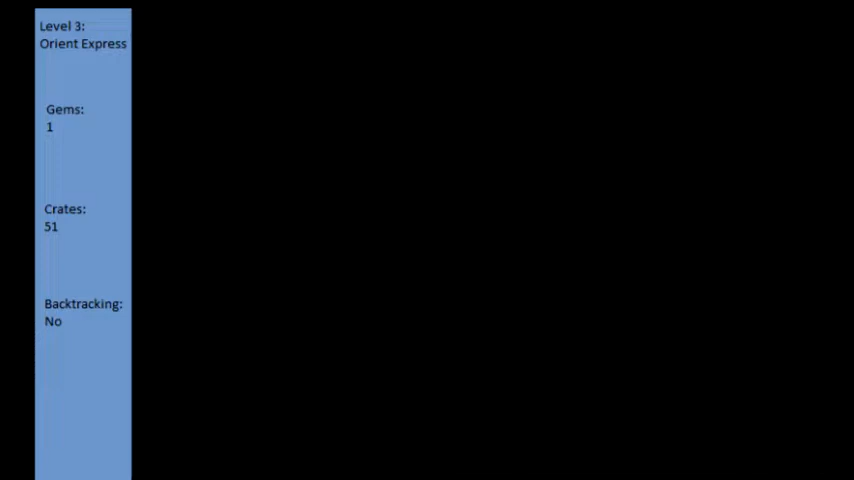 Level 3:
Orient Express
Gems:
1
Crates:
51
Backtracking:
No